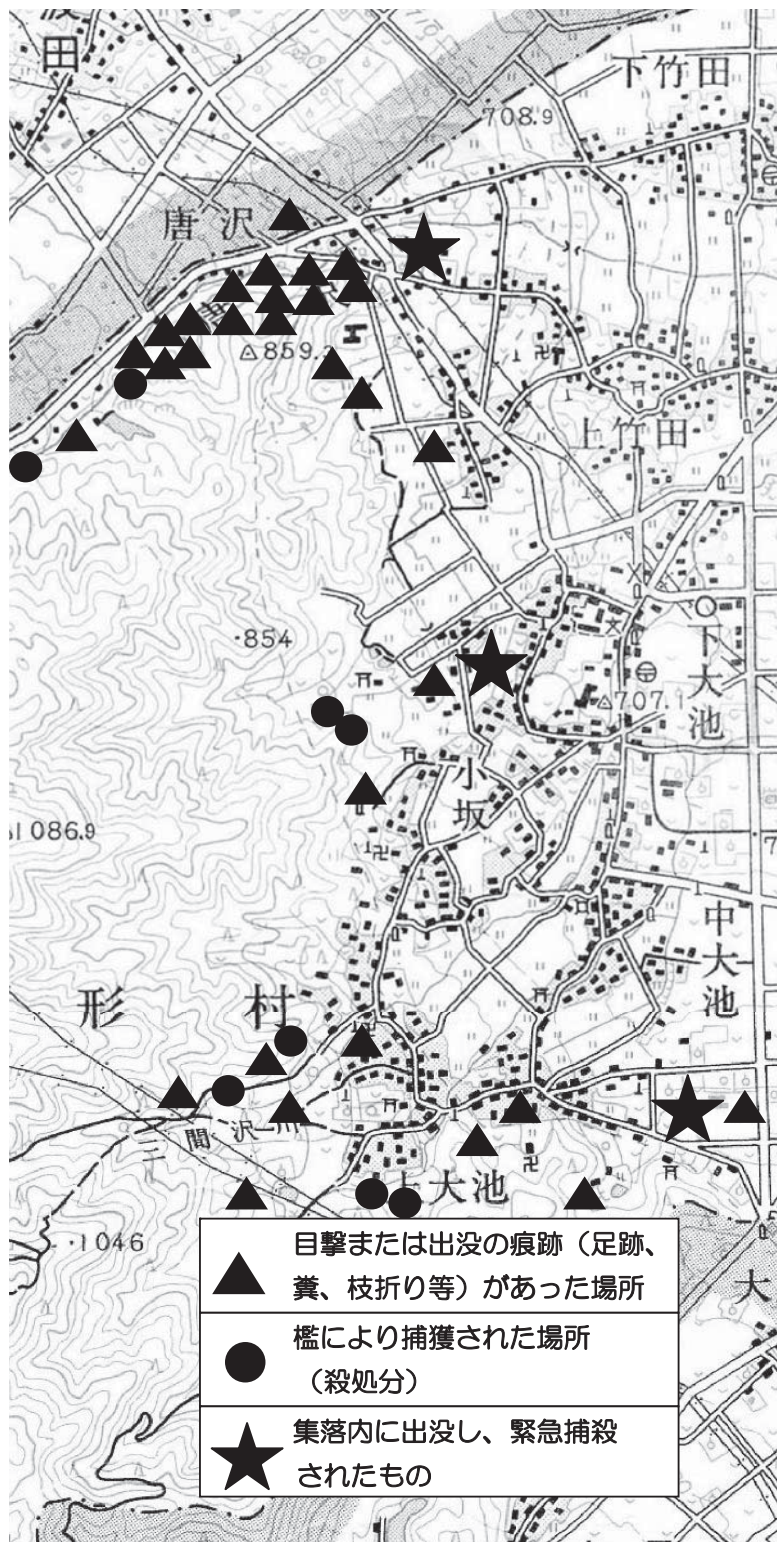 田
下竹田
708.9
唐沢
859.
上竹田
・854
下大池
707.1
小坂
1086.9
中大池
形村
三間沢川
上大池
・1046
大
目撃または出没の痕跡（足跡、
糞、枝折り等）があった場所
檻により捕獲された場所
（殺処分）
集落内に出没し、緊急捕殺
されたもの